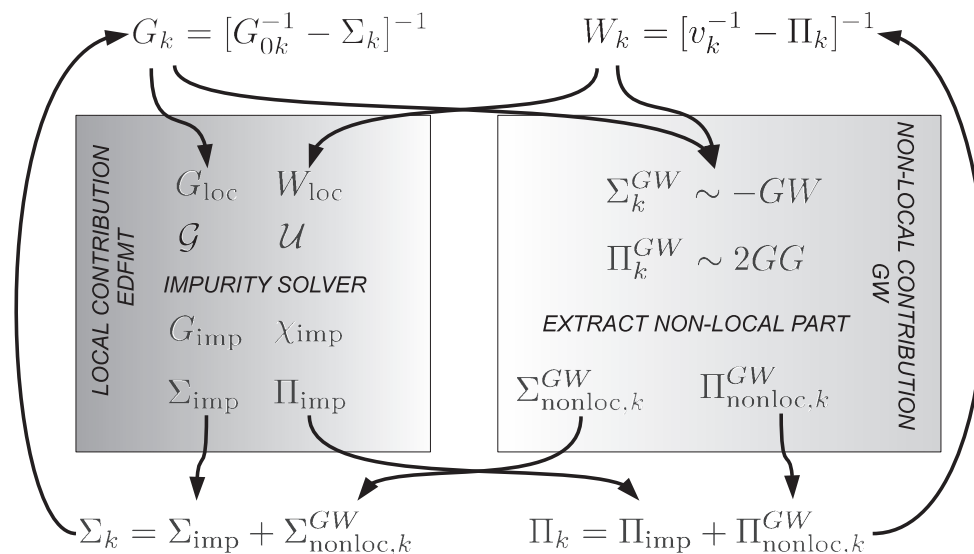 G_k = [G_{0k}^{-1} − Σ_k]^{-1}
W_k = [v_k^{-1} − Π_k]^{-1}
LOCAL CONTRIBUTION
EDFMT
G_loc W_loc
𝒢 𝒰
IMPURITY SOLVER
G_imp χ_imp
Σ_imp Π_imp
NON-LOCAL CONTRIBUTION
GW
Σ_k^{GW} ∼ −GW
Π_k^{GW} ∼ 2GG
EXTRACT NON-LOCAL PART
Σ_{nonloc,k}^{GW} Π_{nonloc,k}^{GW}
Σ_k = Σ_imp + Σ_{nonloc,k}^{GW}
Π_k = Π_imp + Π_{nonloc,k}^{GW}